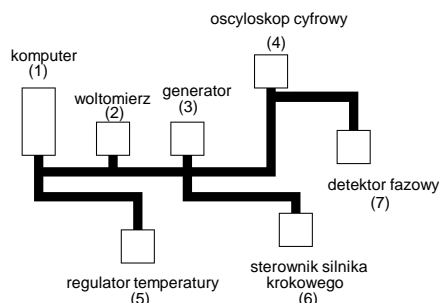 oscyloskop cyfrowy
(4)
komputer
(1)
woltomierz
(2)
generator
(3)
detektor fazowy
(7)
regulator temperatury
(5)
sterownik silnika
krokowego
(6)